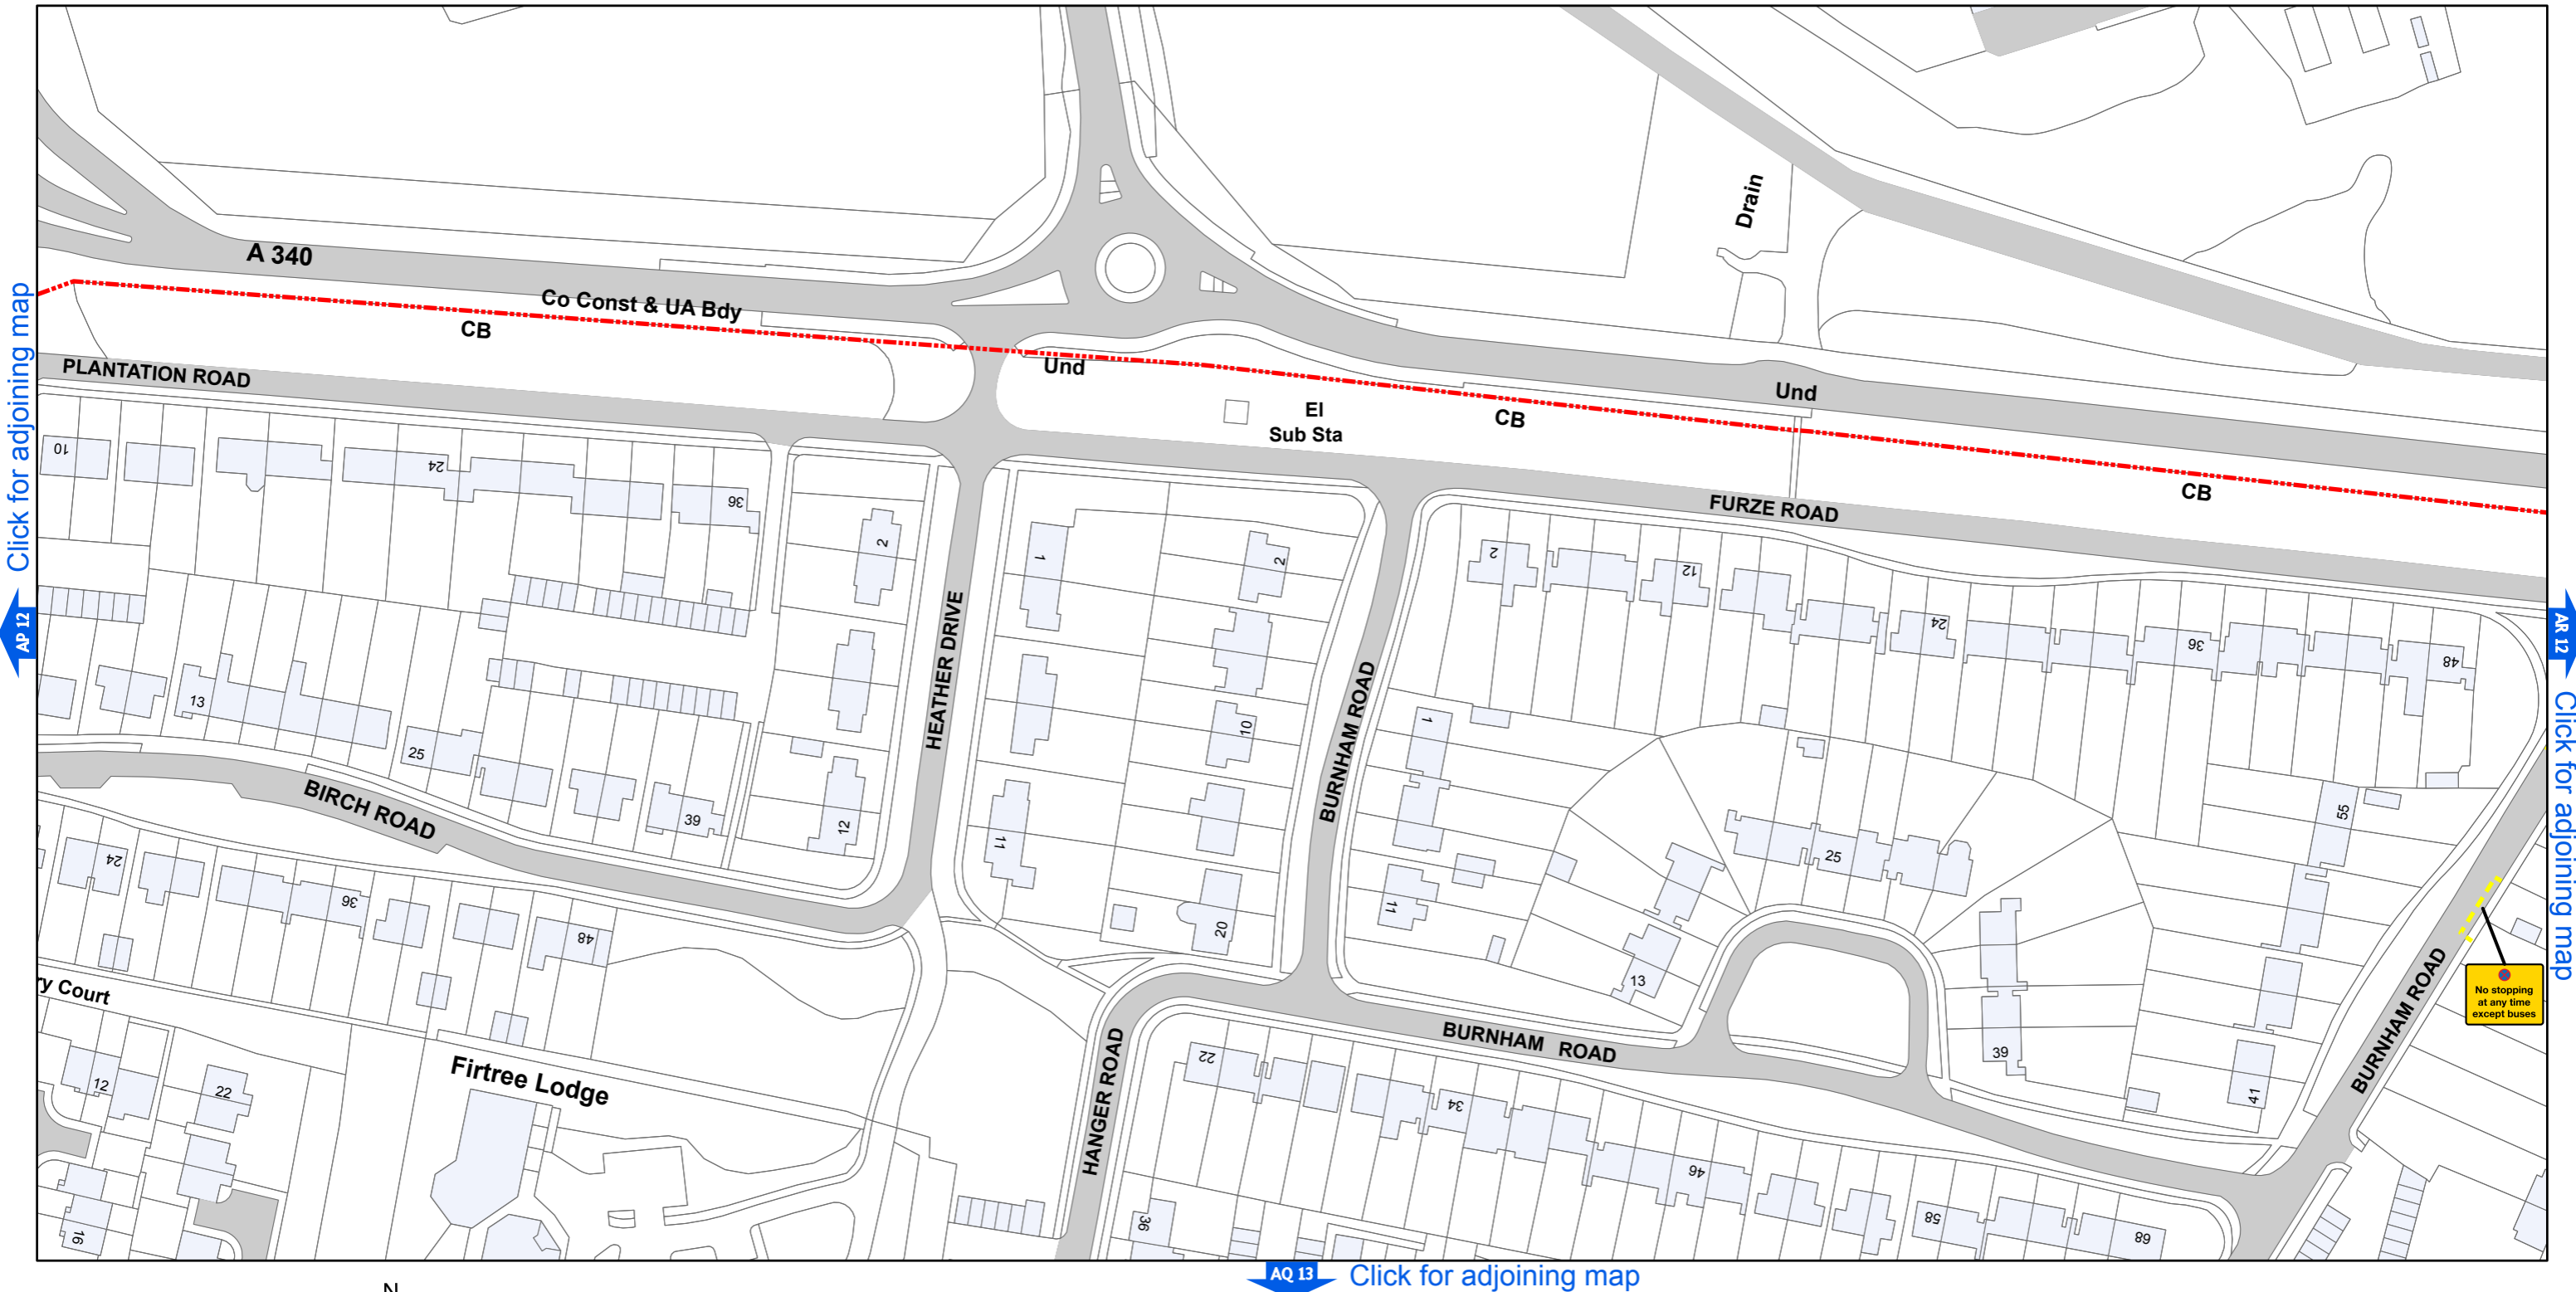 Drain
A 340
Co Const & UA Bdy
CB
Und
Und
El
Sub Sta
CB
CB
PLANTATION ROAD
FURZE ROAD
10
24
36
2
1
2
2
12
24
36
48
HEATHER DRIVE
BURNHAM ROAD
13
25
39
12
11
10
20
1
11
13
25
39
55
41
BIRCH ROAD
24
36
48
ry Court
12
22
16
Firtree Lodge
HANGER ROAD
BURNHAM ROAD
BURNHAM ROAD
22
34
46
58
68
36
No stopping
at any time
except buses
Click for adjoining map
AP 12
AR 12
Click for adjoining map
AQ 13
Click for adjoining map
N